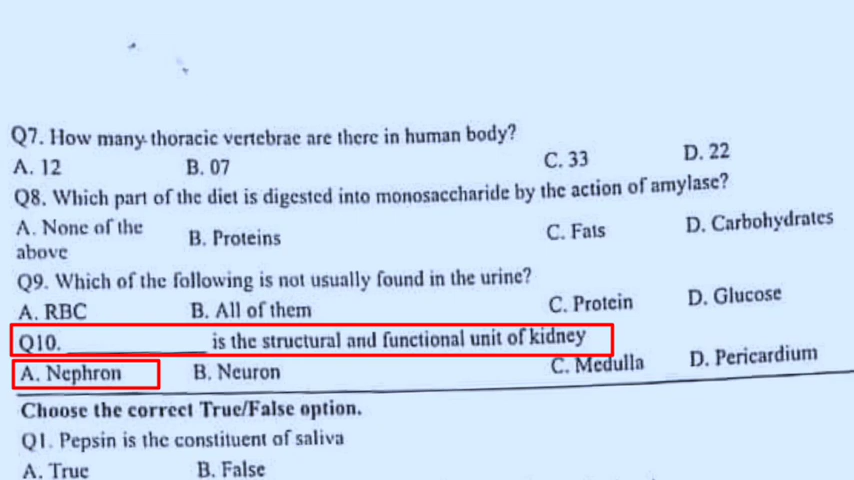 Q7. How many thoracic vertebrae are there in human body?
A. 12 B. 07 C. 33 D. 22
Q8. Which part of the diet is digested into monosaccharide by the action of amylase?
A. None of the above B. Proteins C. Fats D. Carbohydrates
Q9. Which of the following is not usually found in the urine?
A. RBC B. All of them C. Protein D. Glucose
Q10. ____________ is the structural and functional unit of kidney
A. Nephron B. Neuron C. Medulla D. Pericardium
Choose the correct True/False option.
Q1. Pepsin is the constituent of saliva
A. True B. False